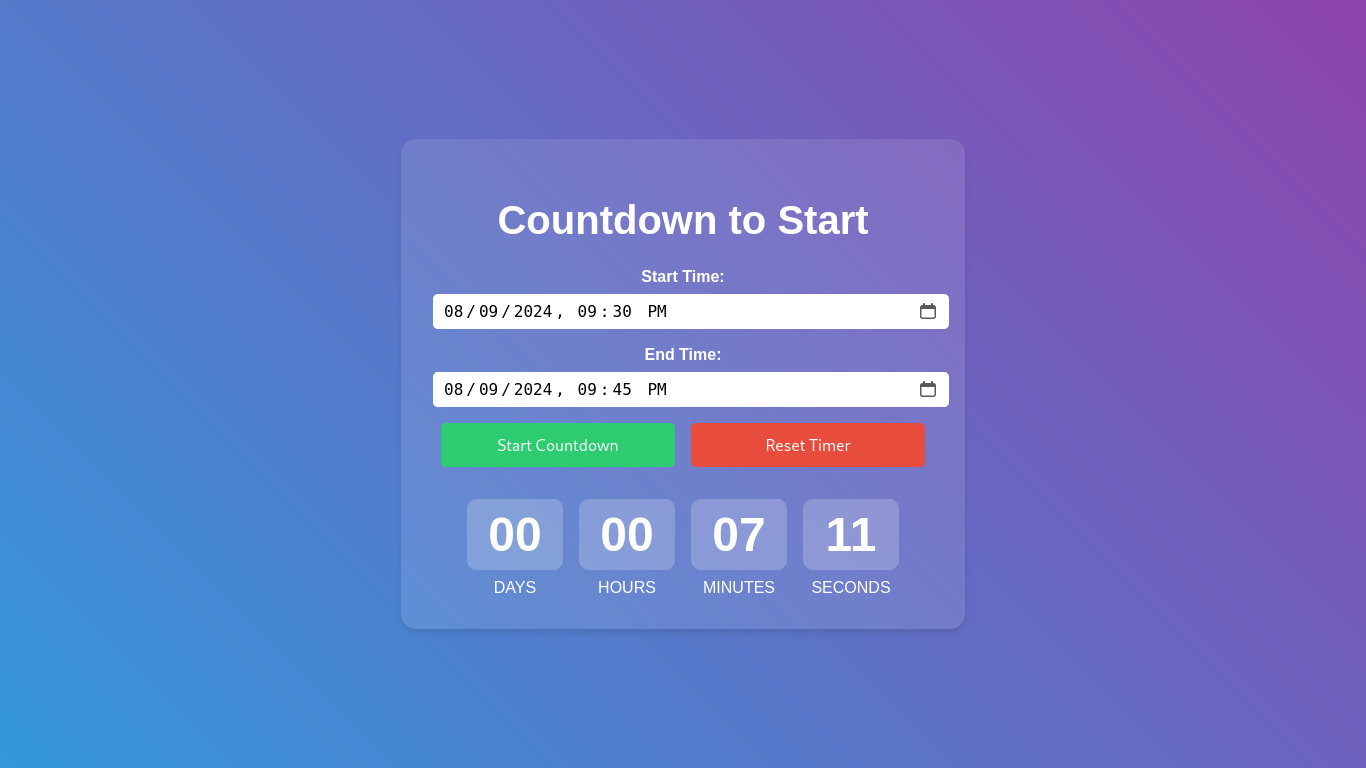 Countdown to Start
Start Time:
08/09/2024, 09:30 PM
End Time:
08/09/2024, 09:45 PM
Start Countdown Reset Timer
00 00 07 11
DAYS HOURS MINUTES SECONDS